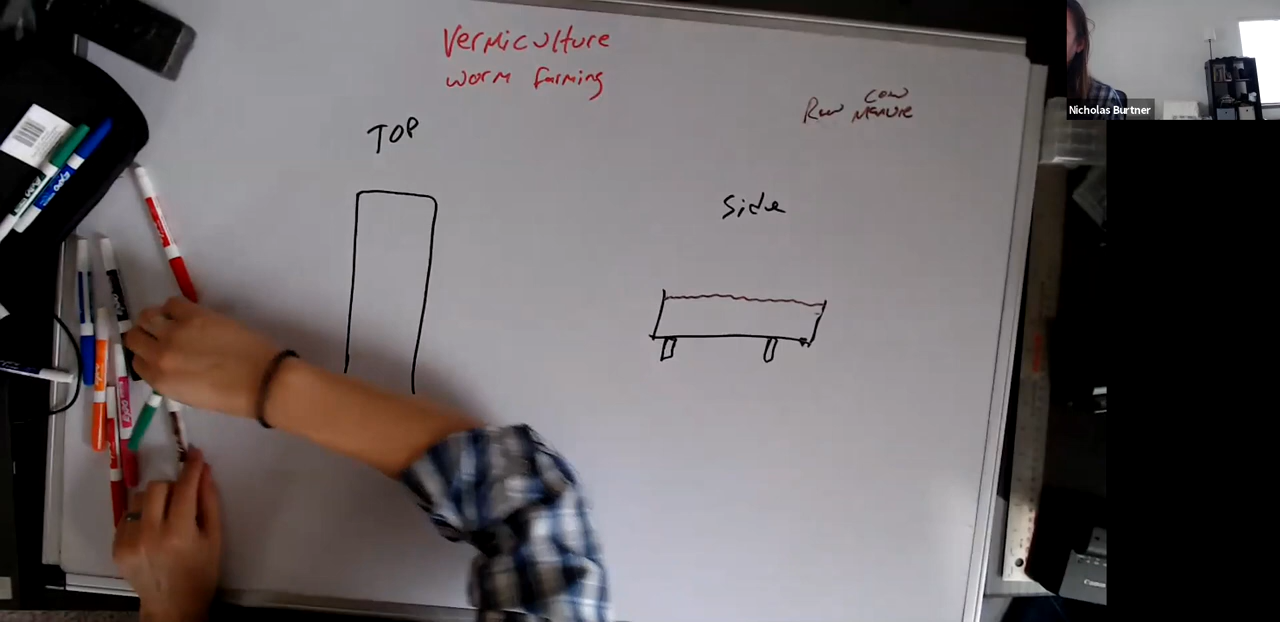 Vermiculture
worm farming
TOP
Raw cow
manure
Side
Nicholas Burtner